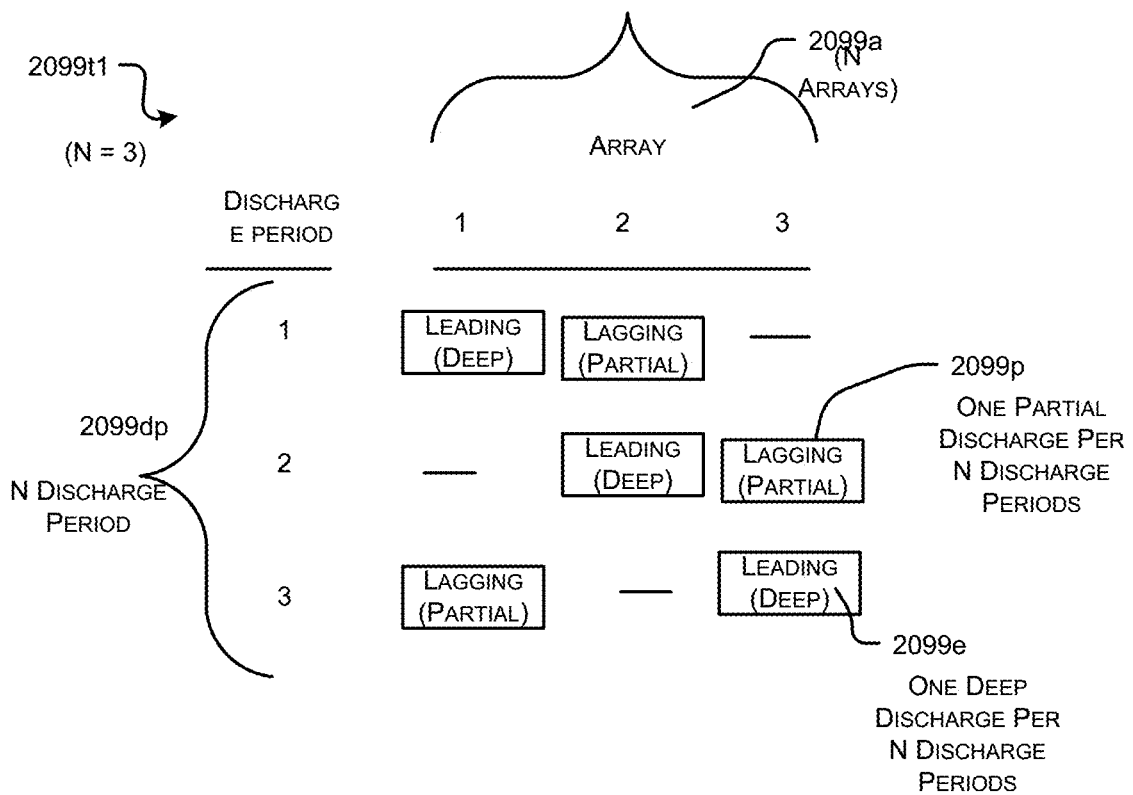 2099a
(N
ARRAYS)
2099t1
(N = 3)
ARRAY
DISCHARG
E PERIOD
1 2 3
1 LEADING LAGGING —
(DEEP) (PARTIAL)
2099p
ONE PARTIAL
DISCHARGE PER
N DISCHARGE
PERIODS
2099dp
N DISCHARGE
PERIOD
2 — LEADING LAGGING
(DEEP) (PARTIAL)
3 LAGGING — LEADING
(PARTIAL) (DEEP)
2099e
ONE DEEP
DISCHARGE PER
N DISCHARGE
PERIODS